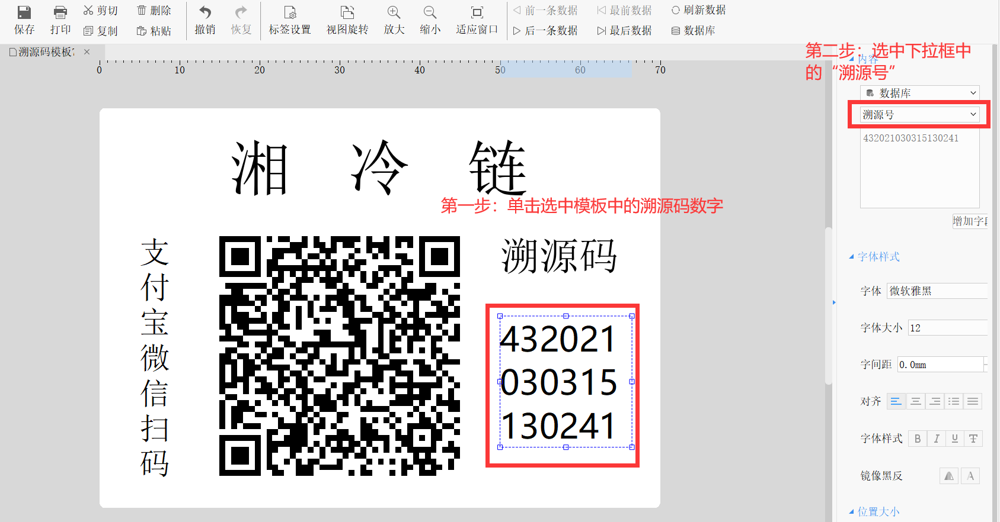 保存 打印 剪切 删除 撤销 恢复 标签设置 视图旋转 放大 缩小 适应窗口 前一条数据 最前数据 刷新数据
复制 粘贴 后一条数据 最后数据 数据库
溯源码模板
0 10 20 30 40 50 60 70
第二步：选中下拉框中
的“溯源号”
内容
数据库
溯源号
432021030315130241
增加字
湘 冷 链
第一步：单击选中模板中的溯源码数字
支付宝微信扫码
溯源码
432021
030315
130241
字体样式
字体 微软雅黑
字体大小 12
字间距 0.0mm
对齐
字体样式 B I U T
镜像黑反 A
位置大小